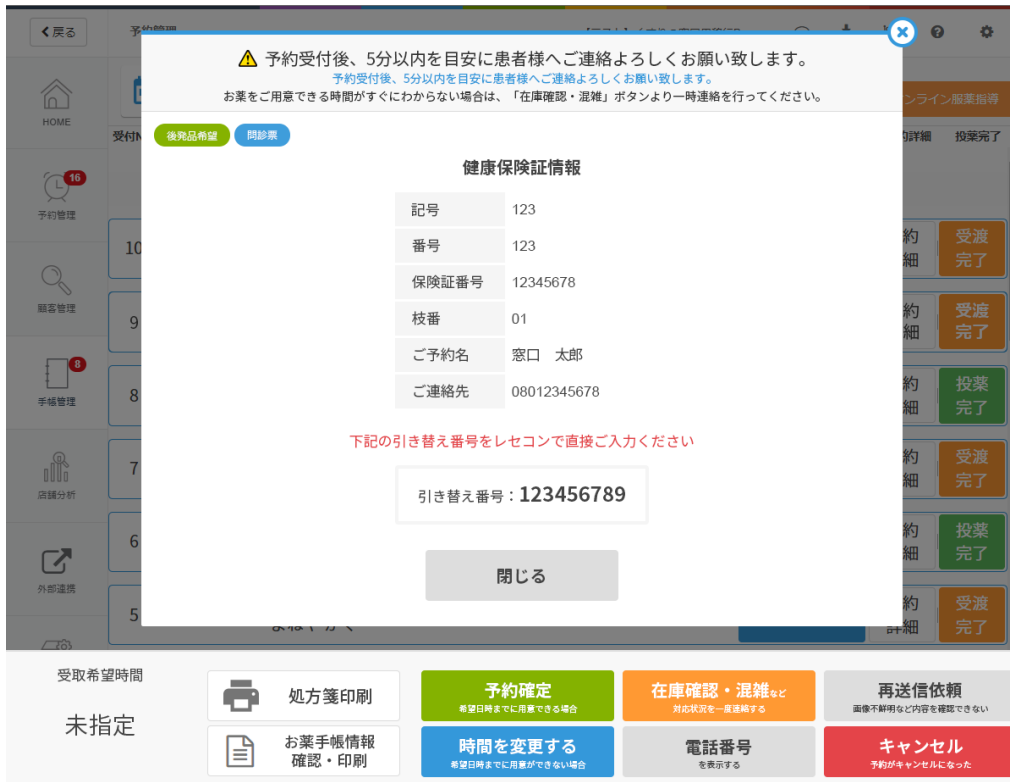 戻る
予約管理
⚠ 予約受付後、5分以内を目安に患者様へご連絡よろしくお願い致します。
予約受付後、5分以内を目安に患者様へご連絡よろしくお願い致します。
お薬をご用意できる時間がすぐにわからない場合は、「在庫確認・混雑」ボタンより一時連絡を行ってください。
HOME
ンライン服薬指導
受付N
後発品希望
問診票
約詳細
投薬完了
健康保険証情報
記号 123
番号 123
保険証番号 12345678
枝番 01
ご予約名 窓口 太郎
ご連絡先 08012345678
下記の引き替え番号をレセコンで直接ご入力ください
引き替え番号：123456789
閉じる
16
予約管理
顧客管理
8
手帳管理
店舗分析
外部連携
10
約
細
受渡
完了
9
約
細
受渡
完了
8
約
細
投薬
完了
7
約
細
受渡
完了
6
約
細
投薬
完了
5
約
詳細
受渡
完了
受取希望時間
未指定
処方箋印刷
お薬手帳情報
確認・印刷
予約確定
希望日時までに用意できる場合
在庫確認・混雑など
対応状況を一度連絡する
再送信依頼
画像不鮮明など内容を確認できない
時間を変更する
希望日時までに用意ができない場合
電話番号
を表示する
キャンセル
予約がキャンセルになった